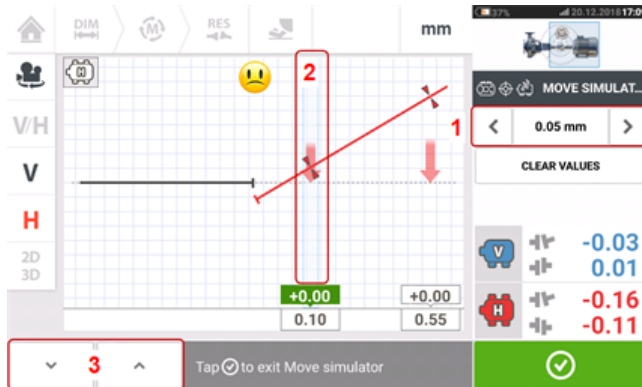 DIM
M
RES
mm
37%
20.12.2018 17:09
H
2
MOVE SIMULAT...
1
0.05 mm
V/H
CLEAR VALUES
V
H
2D
3D
V
-0.03
0.01
+0.00
+0.00
0.10
0.55
H
-0.16
-0.11
3
Tap to exit Move simulator